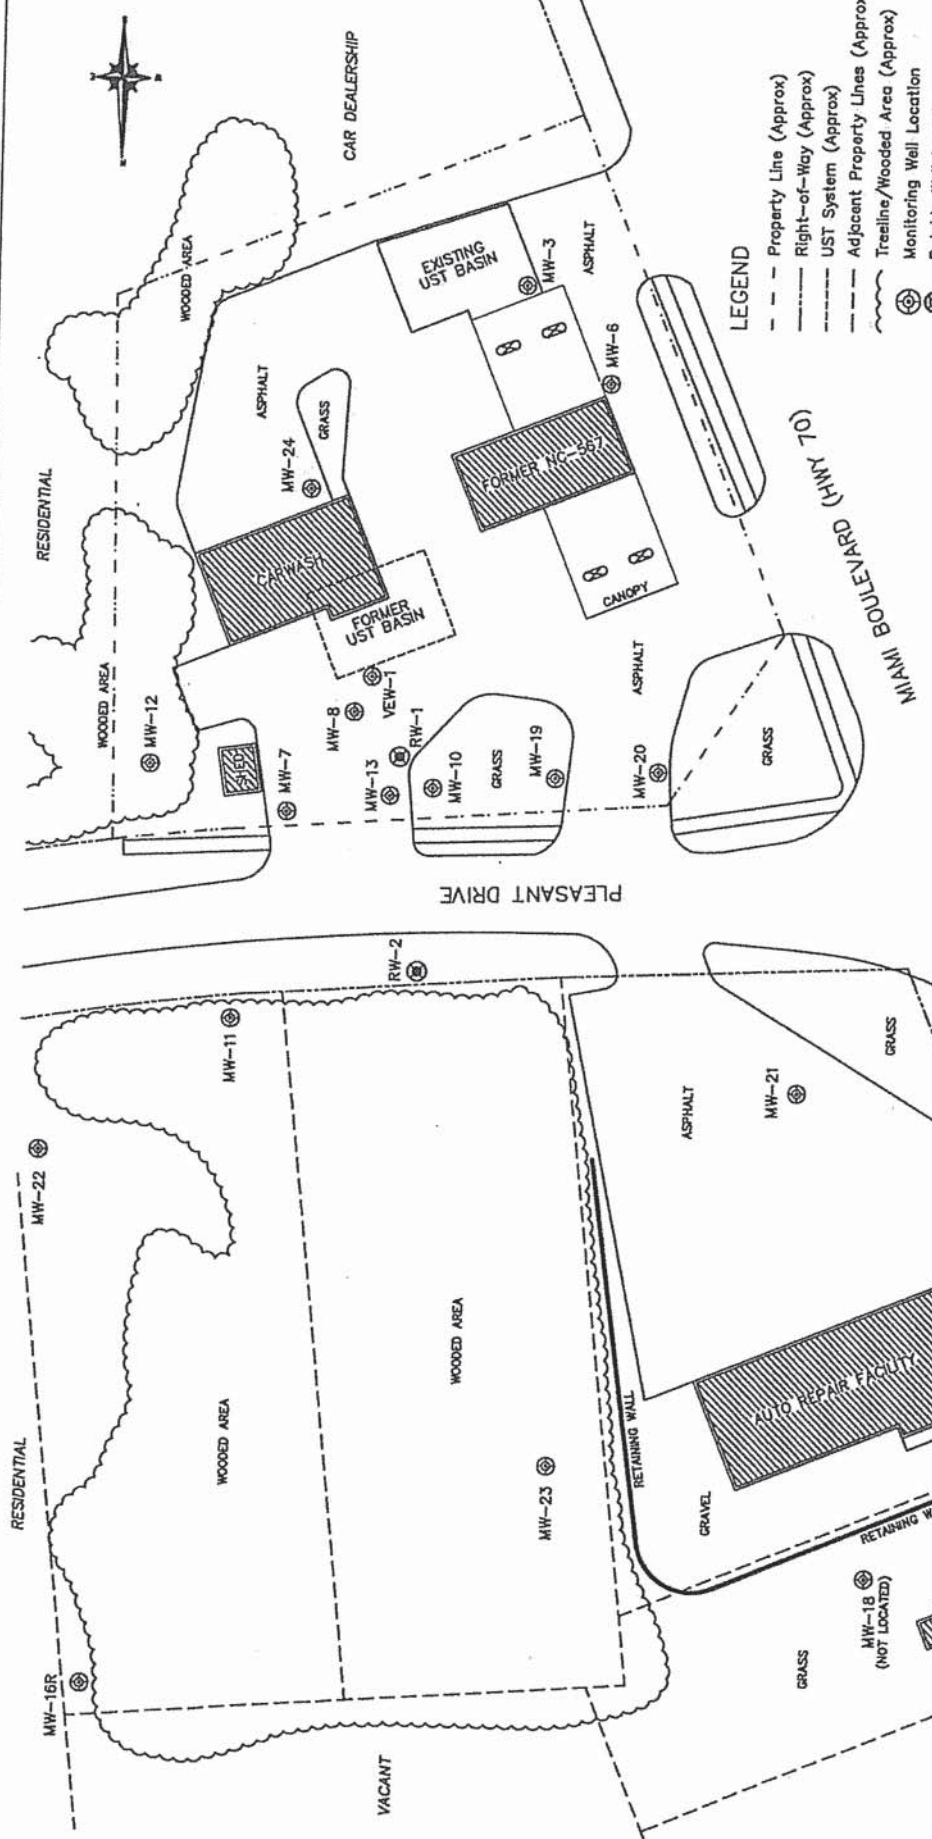 RESIDENTIAL
MW-16R
VACANT
WOODED AREA
WOODED AREA
MW-22
MW-11
MW-23
RETAINING WALL
GRAVEL
MW-18
(NOT LOCATED)
GRASS
RETAINING
AUTO REPAIR FACILITY
ASPHALT
MW-21
GRASS
RW-2
PLEASANT DRIVE
RESIDENTIAL
WOODED AREA
MW-12
SHED
MW-7
MW-8
VEW-1
MW-13
RW-1
MW-10
GRASS
MW-19
MW-20
ASPHALT
GRASS
CARWASH
FORMER
UST BASIN
MW-24
ASPHALT
GRASS
WOODED AREA
CAR DEALERSHIP
EXISTING
UST BASIN
MW-3
ASPHALT
MW-6
FORMER NC-567
CANOPY
MIAMI BOULEVARD (HWY 70)
LEGEND
Property Line (Approx)
Right-of-Way (Approx)
UST System (Approx)
Adjacent Property Lines (Approx
Treeline/Wooded Area (Approx)
Monitoring Well Location